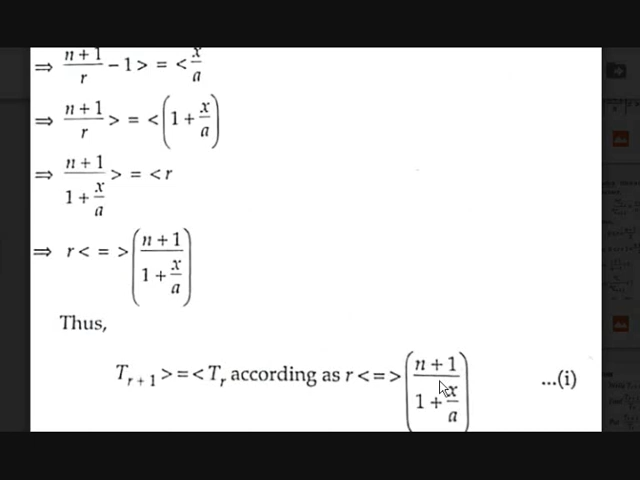 ⇒ n+1/r − 1 > = < x/a
⇒ n+1/r > = < (1 + x/a)
⇒ n+1/(1 + x/a) > = < r
⇒ r < = > ((n+1)/(1 + x/a))
Thus,
T_{r+1} > = < T_r according as r < = > ((n+1)/(1 + x/a)) ...(i)